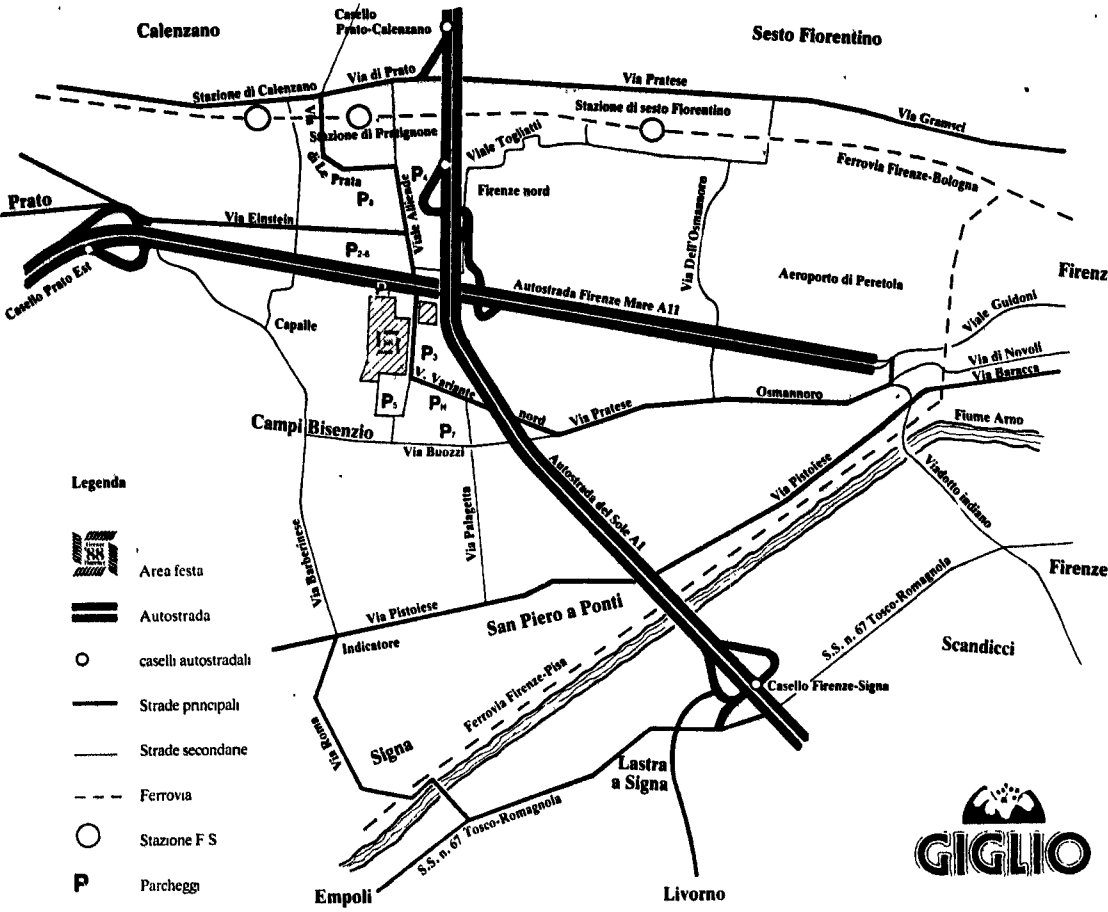 Casello
Prato-Calenzano
Calenzano
Sesto Fiorentino
Via di Prato
Via Pratese
Stazione di Calenzano
Stazione di sesto Fiorentino
Via Gramsci
Via
di Le Prata
Stazione di Pratignone
Viale Togliatti
Ferrovia Firenze-Bologna
P4
Firenze nord
Prato
P8
Viale Alliende
Via Dell'Osmannoro
Via Einstein
P2-6
Aeroporto di Peretola
Firenz
Casello Prato Est
Autostrada Firenze Mare A11
P
Viale Guidoni
Capalle
88
P3
Via di Novoli
Via Baracca
V. Variante
nord
P5
PH
P7
Via Pratese
Osmannoro
Fiume Arno
Campi Bisenzio
Via Buozzi
Via Pistoiese
Viadotto indiano
Legenda
Autostrada del Sole A1
Via Palagetta
Via Barberinese
Firenze
88
Area festa
Autostrada
Via Pistoiese
San Piero a Ponti
S.S. n. 67 Tosco-Romagnola
Indicatore
Scandicci
caselli autostradali
Casello Firenze-Signa
Strade principali
Ferrovia Firenze-Pisa
Via Roma
Signa
Strade secondarie
Lastra
a Signa
Ferrovia
S.S. n. 67 Tosco-Romagnola
Stazione F S
GIGLIO
P Parcheggi
Empoli
Livorno